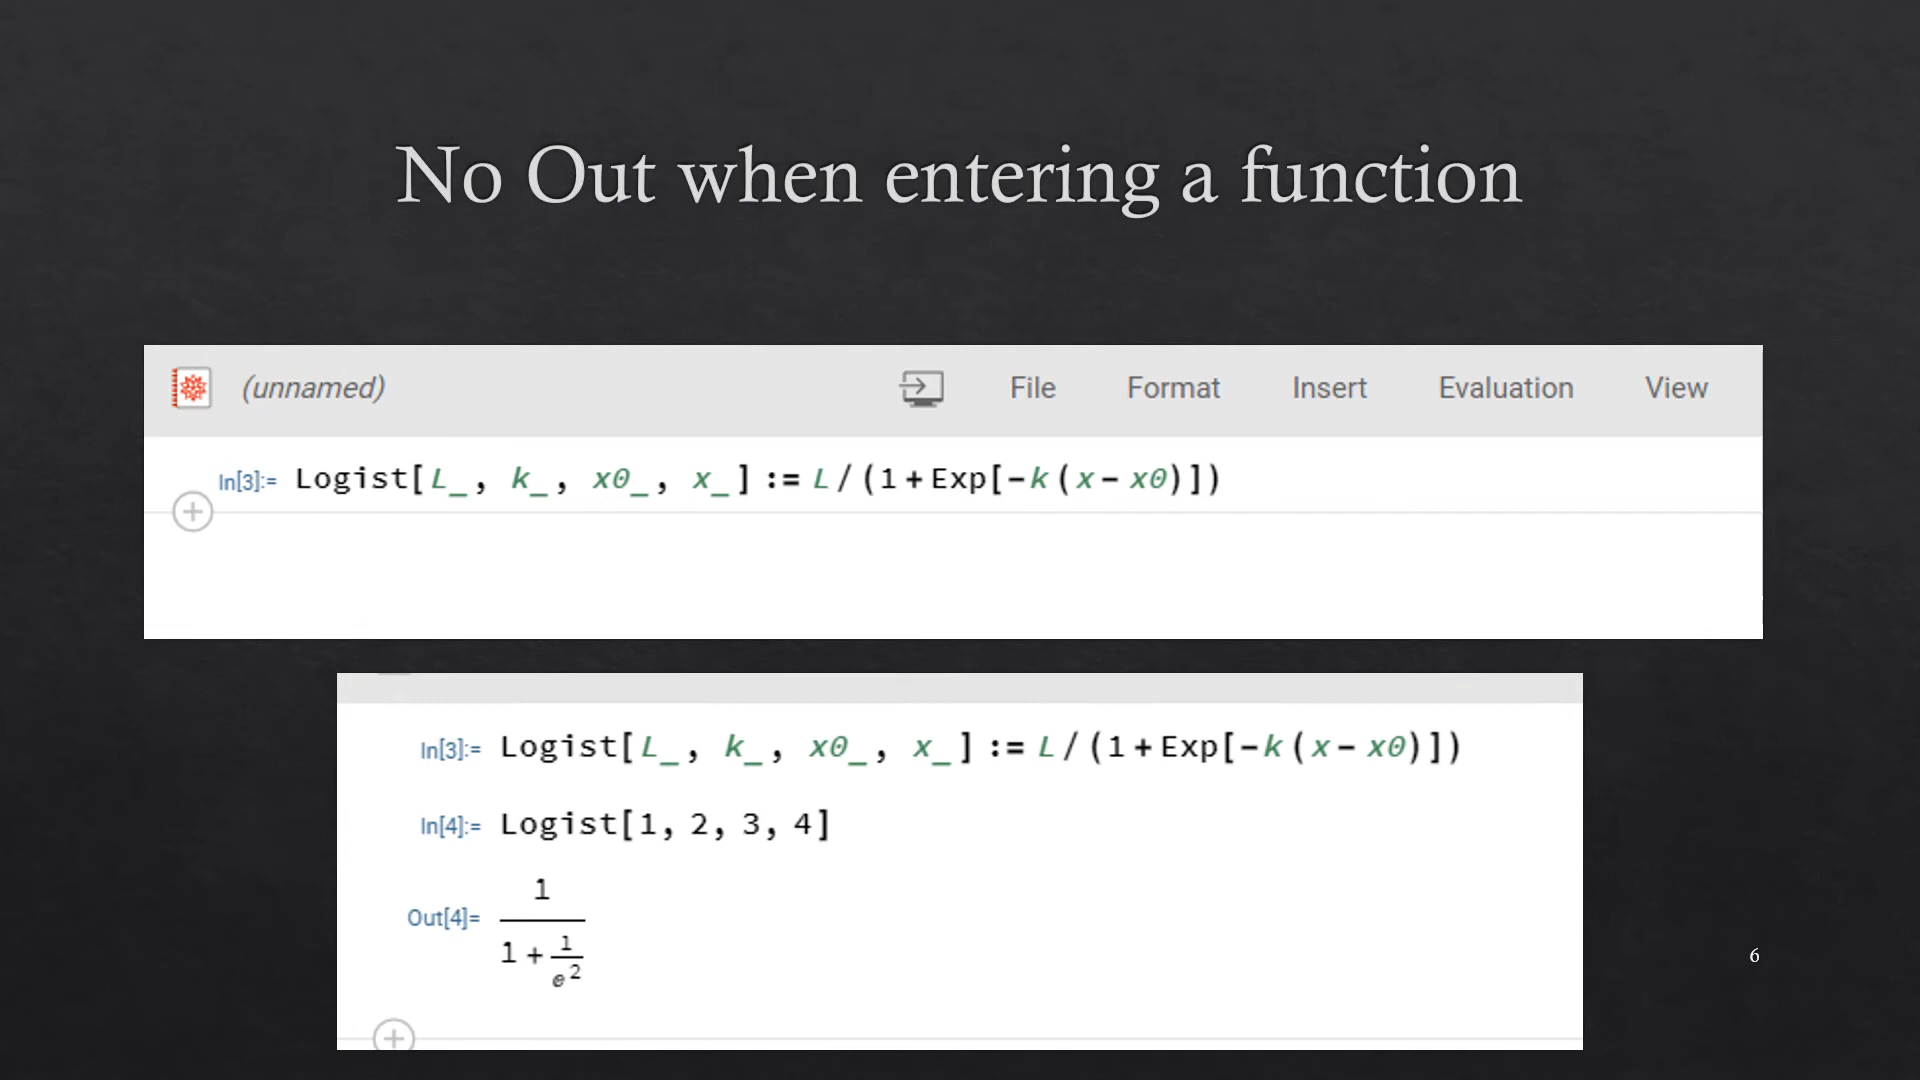 No Out when entering a function
(unnamed) File Format Insert Evaluation View
In[3]:= Logist[L_, k_, x0_, x_] := L/(1+Exp[-k(x-x0)])
In[3]:= Logist[L_, k_, x0_, x_] := L/(1+Exp[-k(x-x0)])
In[4]:= Logist[1, 2, 3, 4]
1
Out[4]=
1 + 1
e 2
6